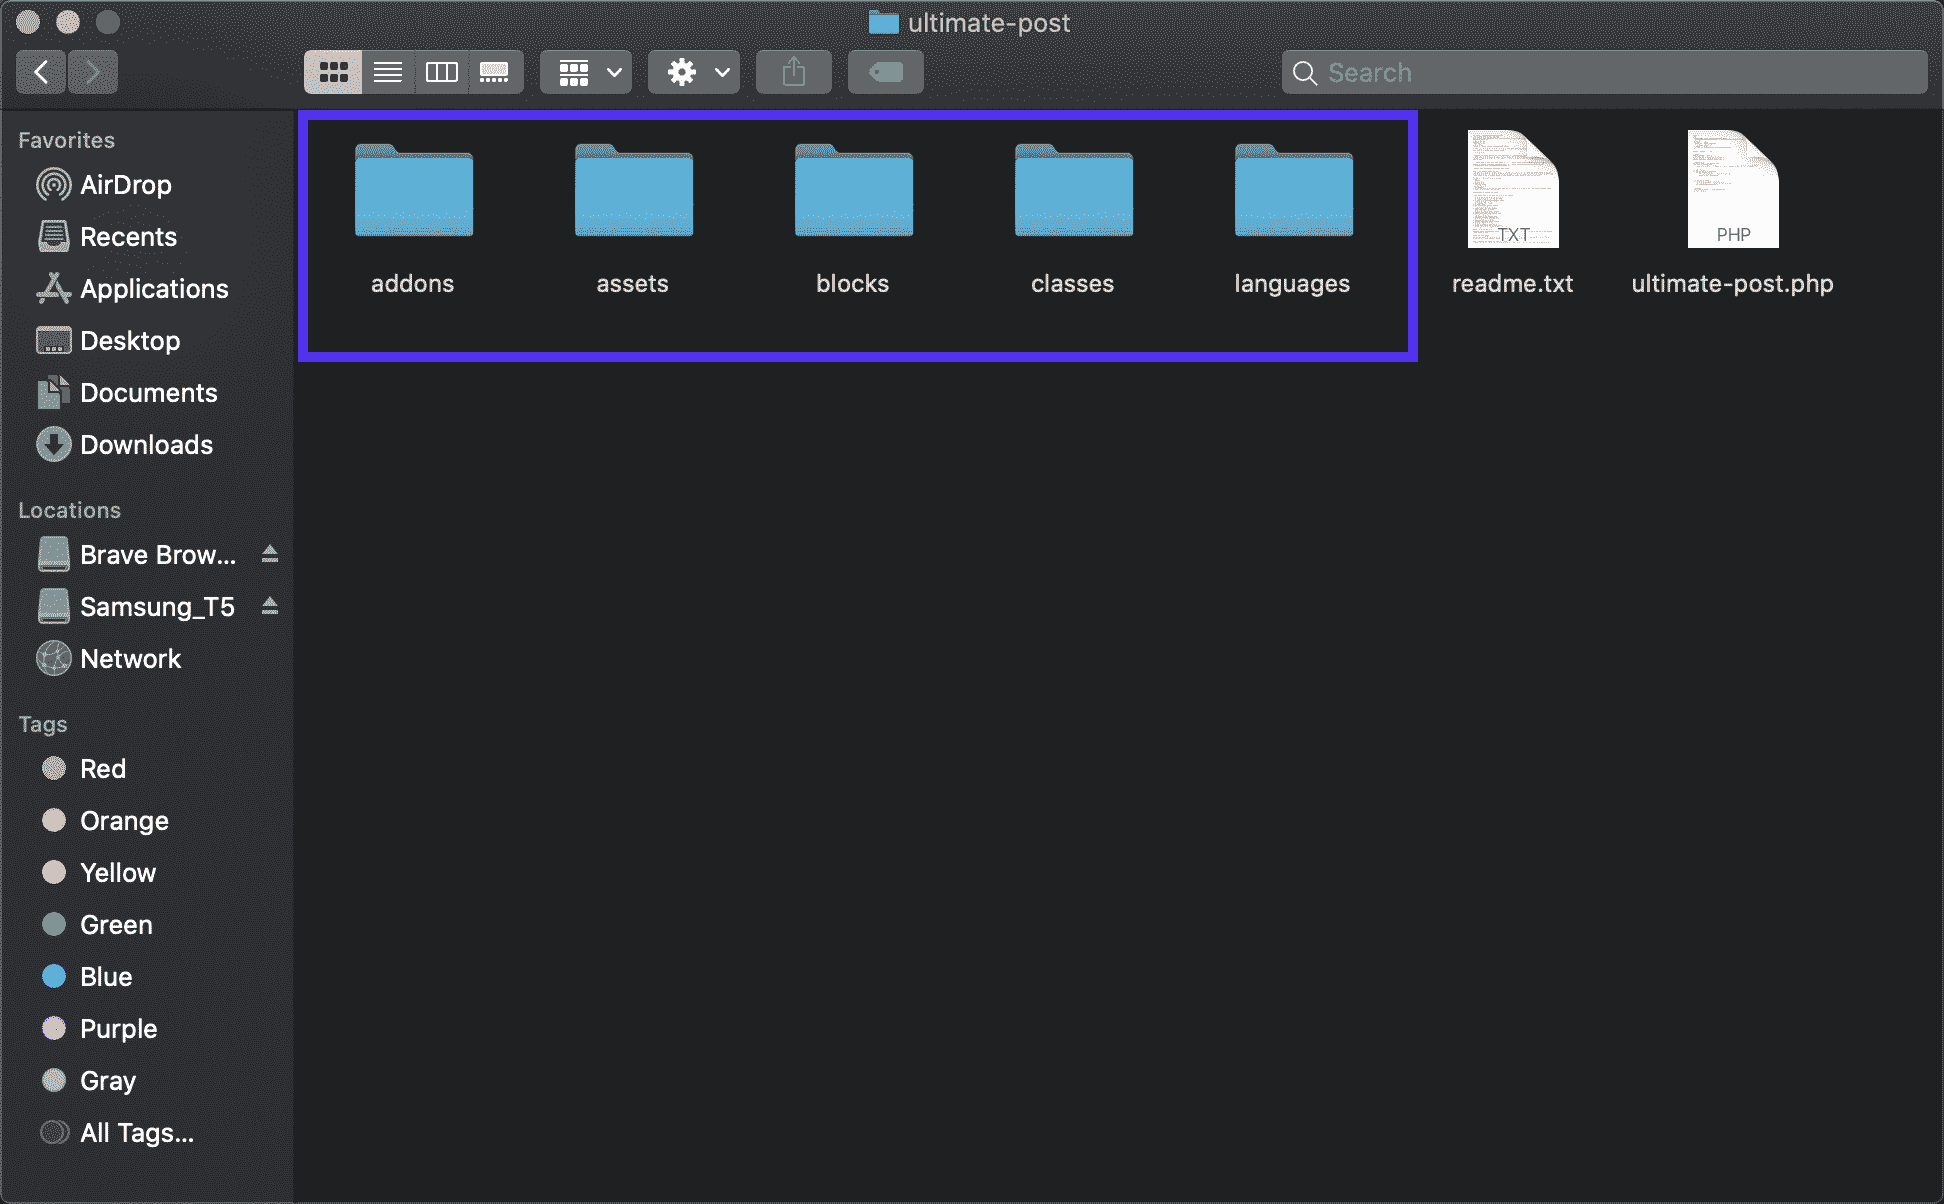 ultimate-post
Search
Favorites
AirDrop
Recents
Applications
Desktop
Documents
Downloads
Locations
Brave Brow...
Samsung_T5
Network
Tags
Red
Orange
Yellow
Green
Blue
Purple
Gray
All Tags...
addons
assets
blocks
classes
languages
TXT
readme.txt
PHP
ultimate-post.php